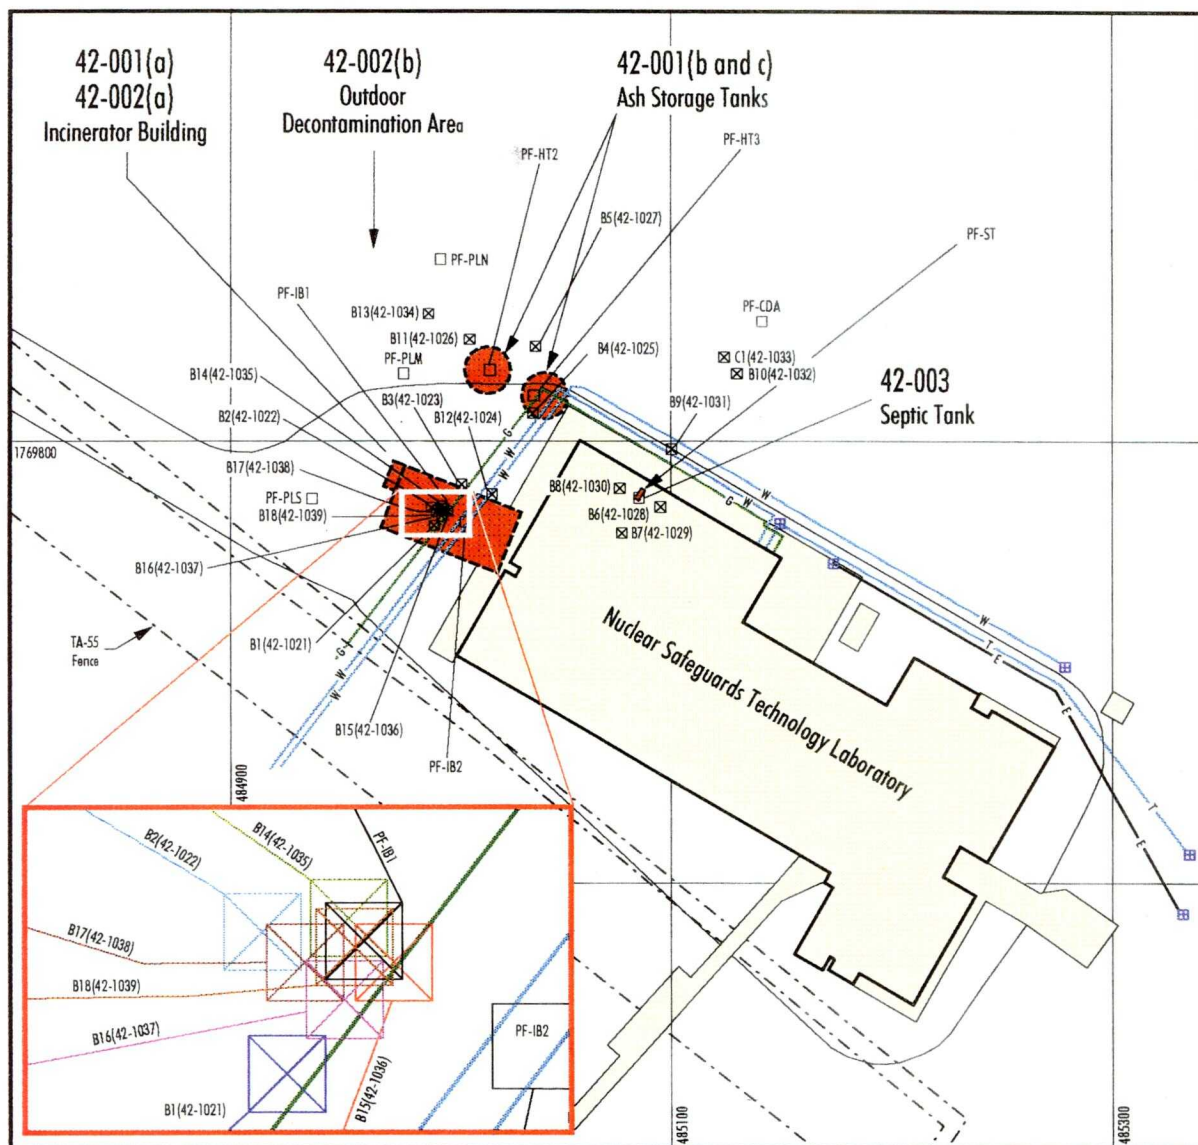 42-001(a)
42-002(a)
Incinerator Building
42-002(b)
Outdoor
Decontamination Area
42-001(b and c)
Ash Storage Tanks
PF-HT2
PF-HT3
B5(42-1027)
PF-ST
PF-PLN
PF-IB1
B13(42-1034)
PF-CDA
B11(42-1026)
B4(42-1025)
C1(42-1033)
PF-PLM
B14(42-1035)
B10(42-1032)
B3(42-1023)
42-003
Septic Tank
B2(42-1022)
B12(42-1024)
B9(42-1031)
G
W
W
1769800
B17(42-1038)
PF-PLS
B18(42-1039)
B8(42-1030)
B6(42-1028)
B7(42-1029)
G
W
W
B16(42-1037)
TA-55
Fence
B1(42-1021)
G
W
W
Nuclear Safeguards Technology Laboratory
W
T
E
B15(42-1036)
PF-IB2
E
T
E
484900
B2(42-1022)
B14(42-1035)
PF-IB1
B17(42-1038)
B18(42-1039)
B16(42-1037)
PF-IB2
B1(42-1021)
B15(42-1036)
485100
485300